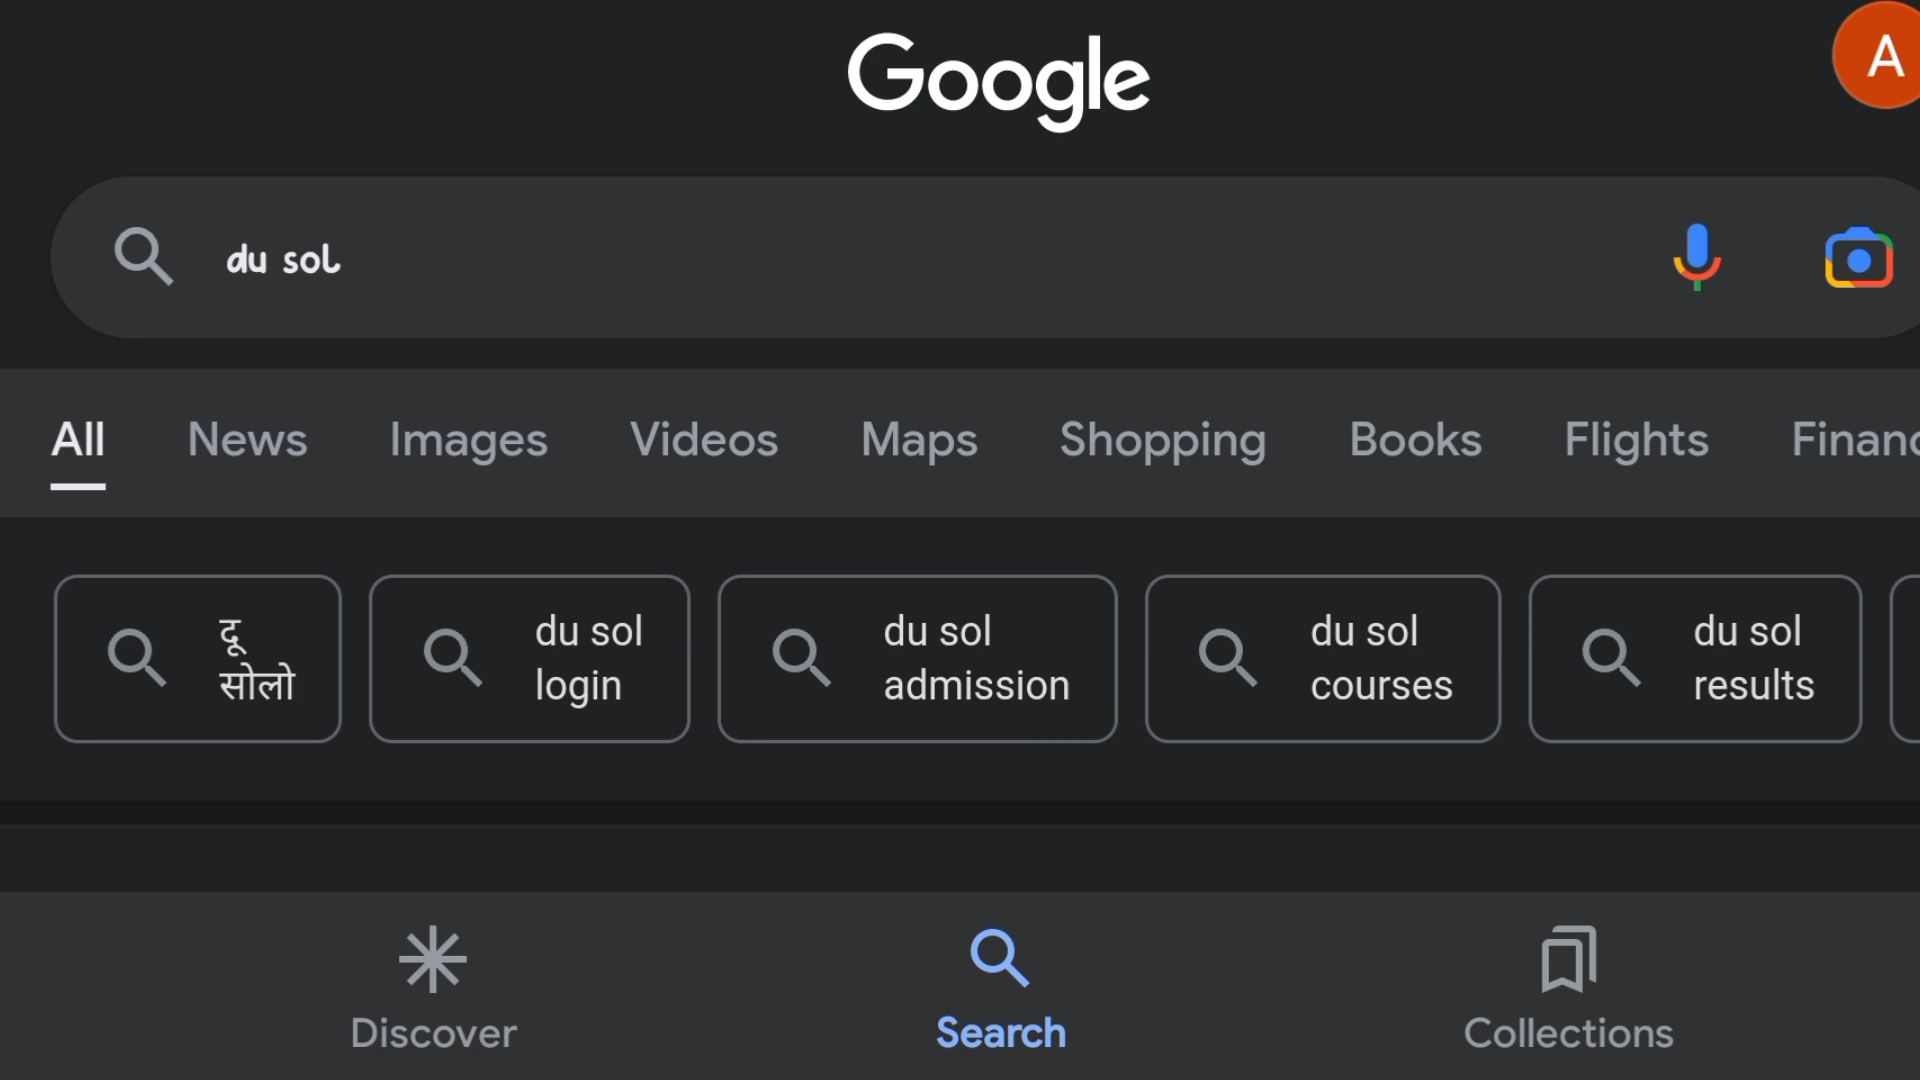 Google
A
du sol
All News Images Videos Maps Shopping Books Flights Financ
दू
सोलो
du sol
login
du sol
admission
du sol
courses
du sol
results
Discover Search Collections